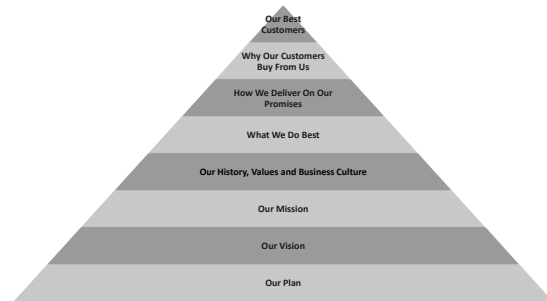 Our Best
Customers
Why Our Customers
Buy From Us
How We Deliver On Our
Promises
What We Do Best
Our History, Values and Business Culture
Our Mission
Our Vision
Our Plan